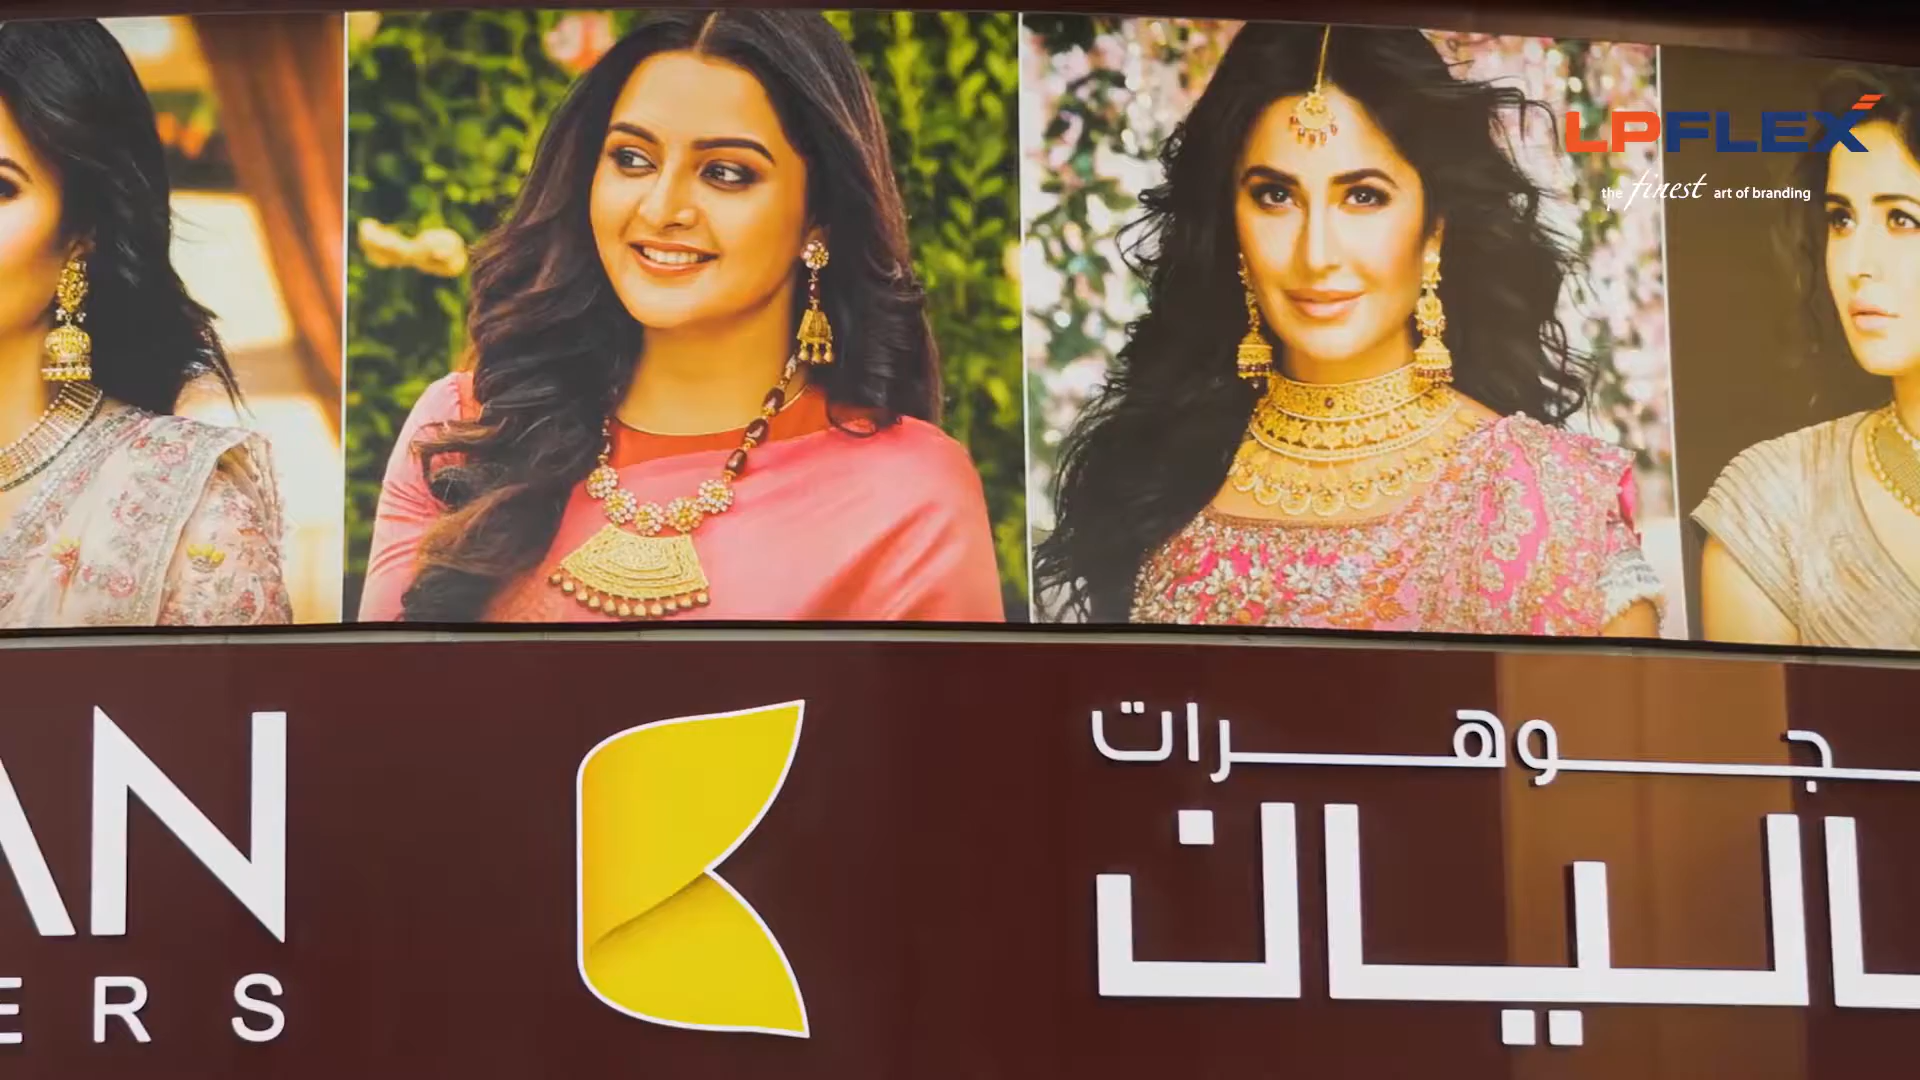 LPFLEX
the finest art of branding
AN
ERS
جوهرات
اليان